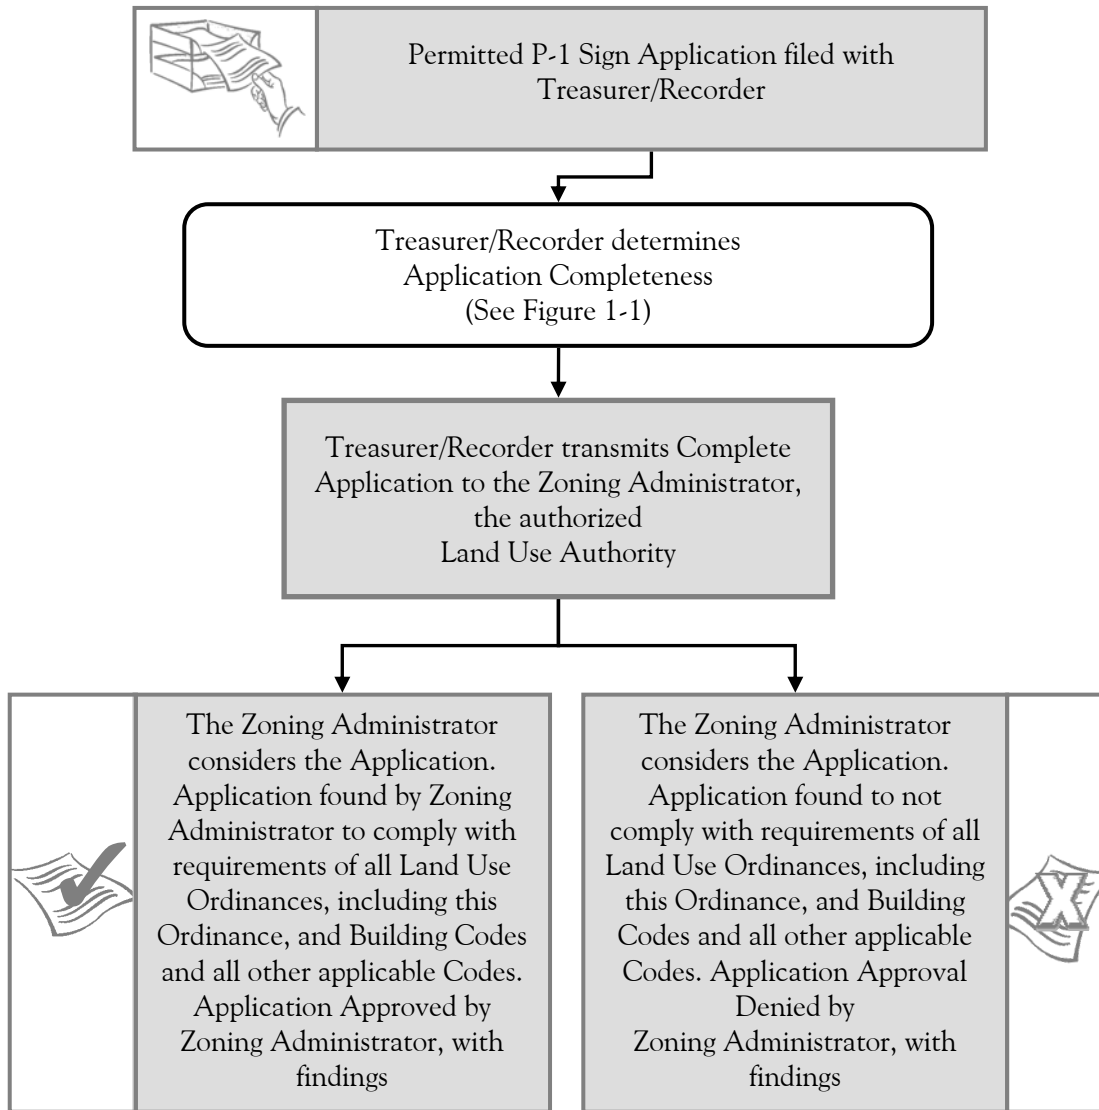 Permitted P-1 Sign Application filed with
Treasurer/Recorder
Treasurer/Recorder determines
Application Completeness
(See Figure 1-1)
Treasurer/Recorder transmits Complete
Application to the Zoning Administrator,
the authorized
Land Use Authority
The Zoning Administrator
considers the Application.
Application found by Zoning
Administrator to comply with
requirements of all Land Use
Ordinances, including this
Ordinance, and Building Codes
and all other applicable Codes.
Application Approved by
Zoning Administrator, with
findings
The Zoning Administrator
considers the Application.
Application found to not
comply with requirements of all
Land Use Ordinances, including
this Ordinance, and Building
Codes and all other applicable
Codes. Application Approval
Denied by
Zoning Administrator, with
findings